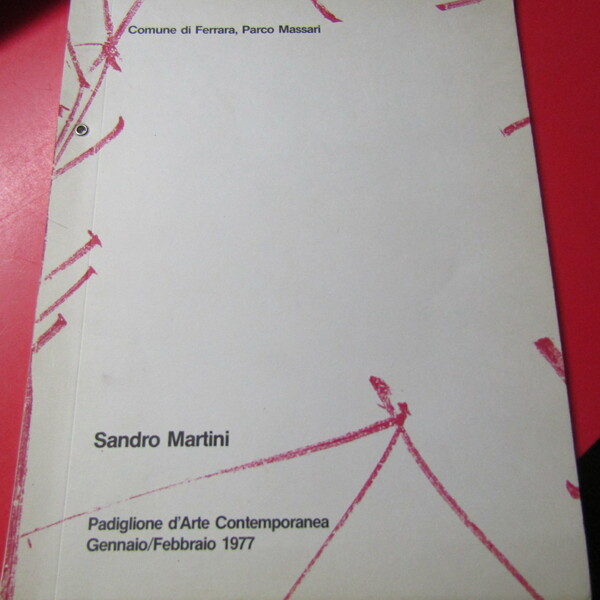 Comune di Ferrara, Parco Massari
Sandro Martini
Padiglione d'Arte Contemporanea
Gennaio/Febbraio 1977